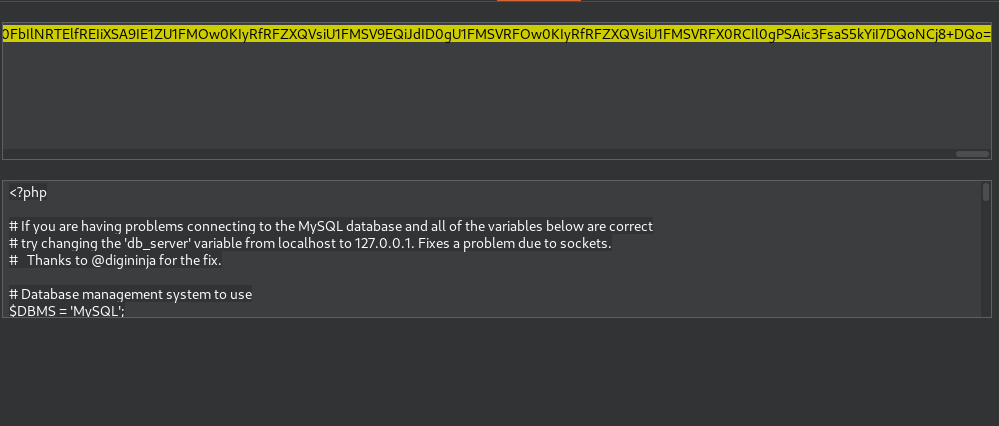 0FbIlNRTElfREIiXSA9IE1ZU1FMOw0KIyRfRFZXQVsiU1FMSV9EQiJdID0gU1FMSVRFOw0KIyRfRFZXQVsiU1FMSVRFX0RCIl0gPSAic3FsaS5kYiI7DQoNCj8+DQo=
<?php
# If you are having problems connecting to the MySQL database and all of the variables below are correct
# try changing the 'db_server' variable from localhost to 127.0.0.1. Fixes a problem due to sockets.
#   Thanks to @digininja for the fix.
# Database management system to use
$DBMS = 'MySQL';